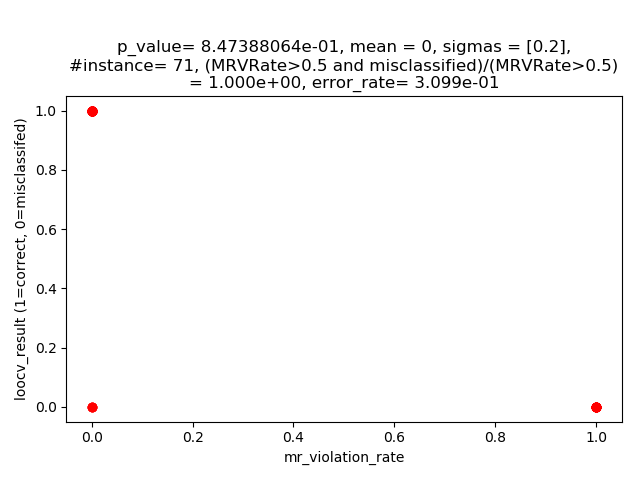 p_value= 8.47388064e-01, mean = 0, sigmas = [0.2],
#instance= 71, (MRVRate>0.5 and misclassified)/(MRVRate>0.5)
= 1.000e+00, error_rate= 3.099e-01
1.0
0.8
0.6
0.4
0.2
0.0
loocv_result (1=correct, 0=misclassifed)
0.0 0.2 0.4 0.6 0.8 1.0
mr_violation_rate